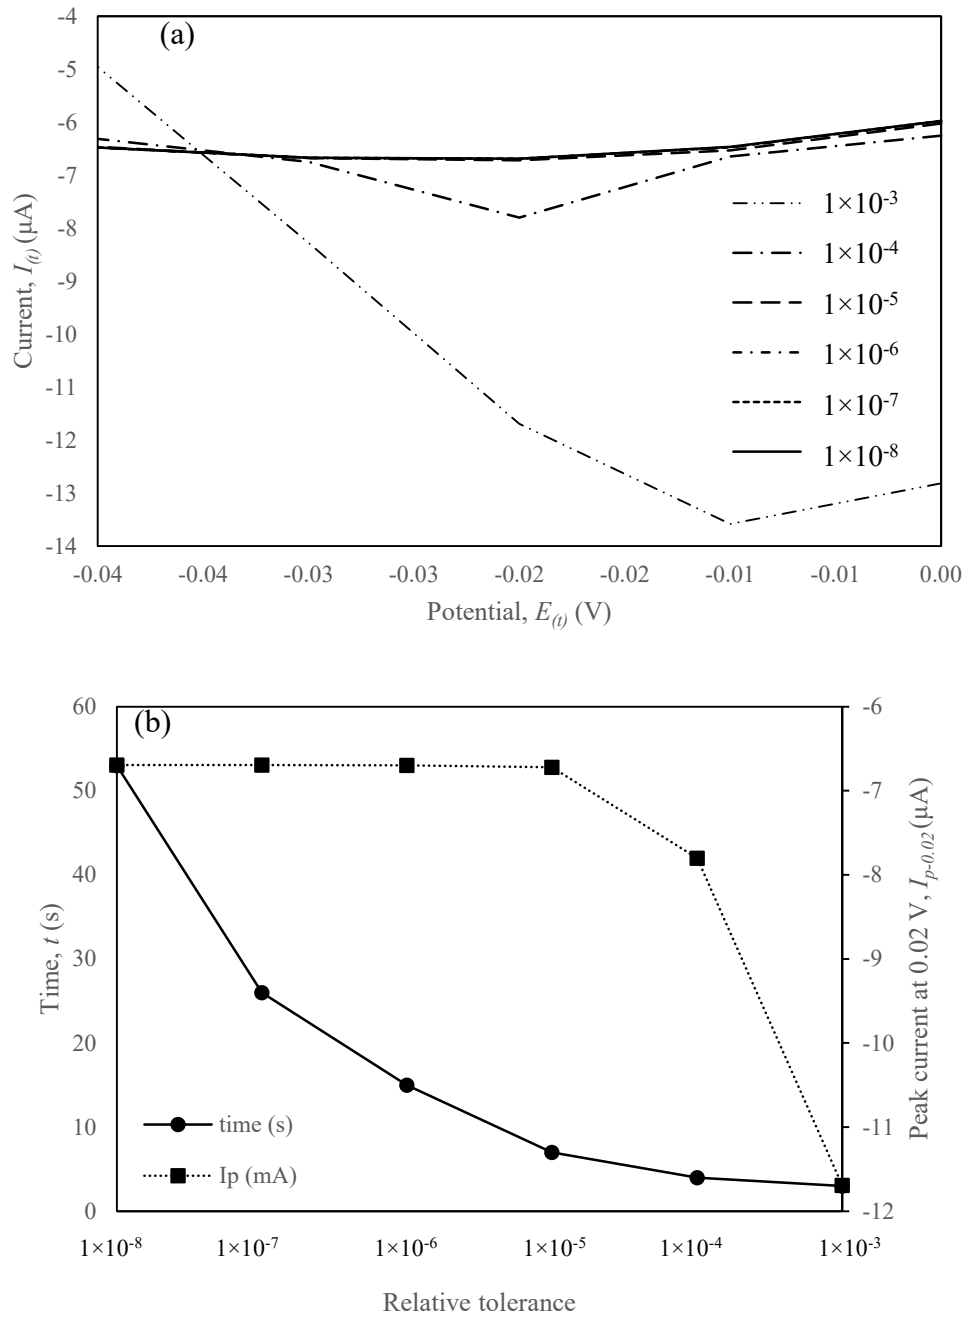 (a)
-4
-5
-6
-7
-8
-9
-10
-11
-12
-13
-14
Current, I(t) (μA)
1×10-3
1×10-4
1×10-5
1×10-6
1×10-7
1×10-8
-0.04 -0.04 -0.03 -0.03 -0.02 -0.02 -0.01 -0.01 0.00
Potential, E(t) (V)
(b)
60
50
40
30
20
10
0
Time, t (s)
time (s)
Ip (mA)
-6
-7
-8
-9
-10
-11
-12
Peak current at 0.02 V, Ip-0.02 (μA)
1×10-8 1×10-7 1×10-6 1×10-5 1×10-4 1×10-3
Relative tolerance